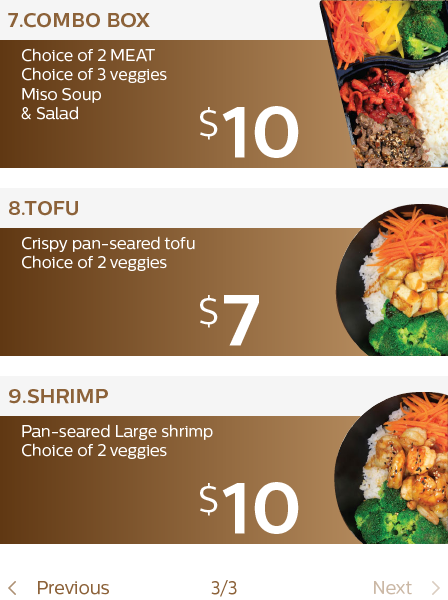 7.COMBO BOX
Choice of 2 MEAT
Choice of 3 veggies
Miso Soup
& Salad
$10
8.TOFU
Crispy pan-seared tofu
Choice of 2 veggies
$7
9.SHRIMP
Pan-seared Large shrimp
Choice of 2 veggies
$10
Previous 3/3 Next